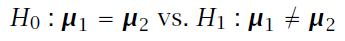 H₀ : μ₁ = μ₂ vs. H₁ : μ₁ ≠ μ₂